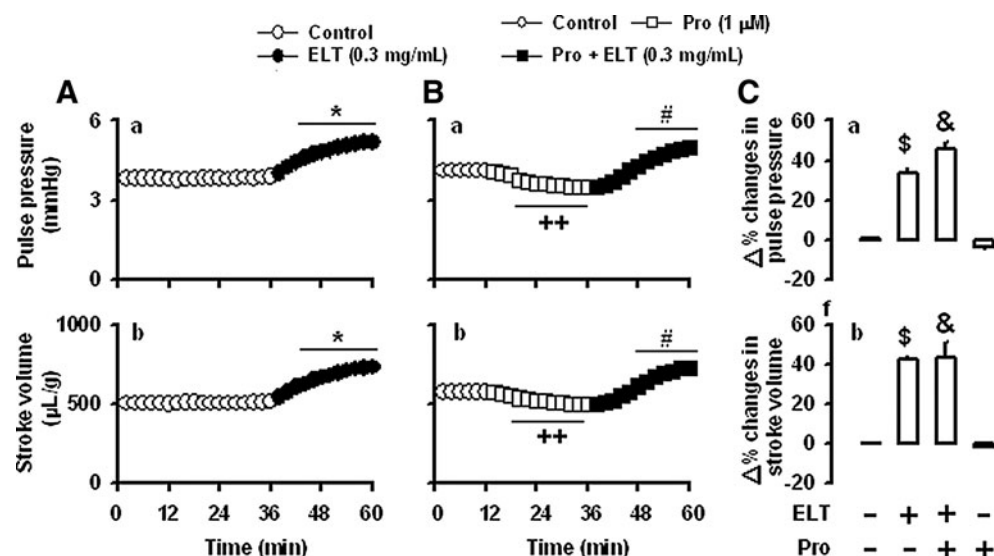 Control
ELT (0.3 mg/mL)
Control
Pro (1 µM)
Pro + ELT (0.3 mg/mL)
A
B
C
a
*
6
3
0
Pulse pressure
(mmHg)
a
#
++
a
$
&
60
40
20
0
-20
Δ% changes in
pulse pressure
b
*
1000
500
0
Stroke volume
(µL/g)
0 12 24 36 48 60
Time (min)
b
#
++
0 12 24 36 48 60
Time (min)
f
b
$
&
60
40
20
0
-20
Δ% changes in
stroke volume
ELT - + + -
Pro - - + +